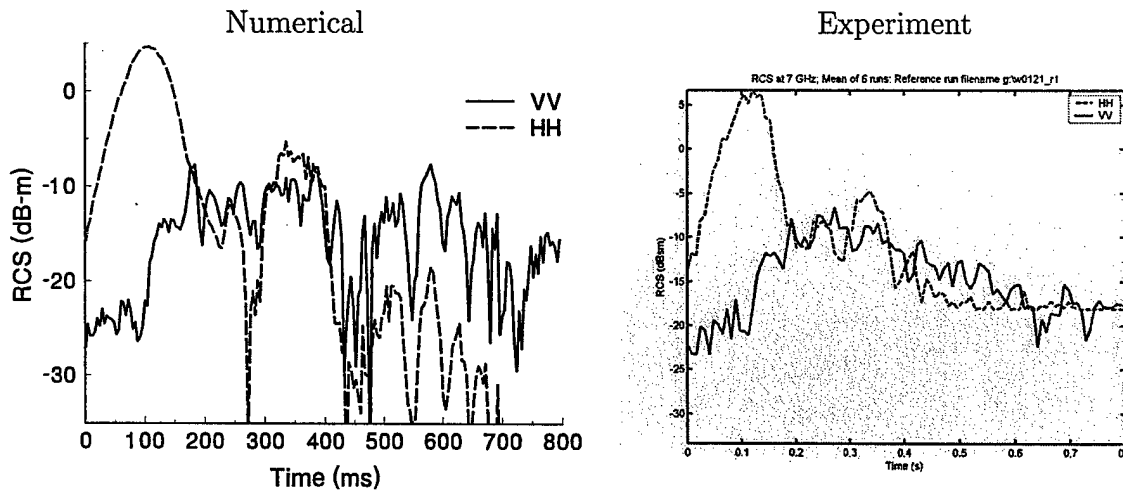 Numerical
VV
HH
RCS (dB-m)
0
-10
-20
-30
0 100 200 300 400 500 600 700 800
Time (ms)
Experiment
RCS at 7 GHz; Mean of 6 runs: Reference run filename g:\w0121_r1
HH
VV
RCS (dBsm)
5
0
-5
-10
-15
-20
-25
-30
0 0.1 0.2 0.3 0.4 0.5 0.6 0.7 0.8
Time (s)